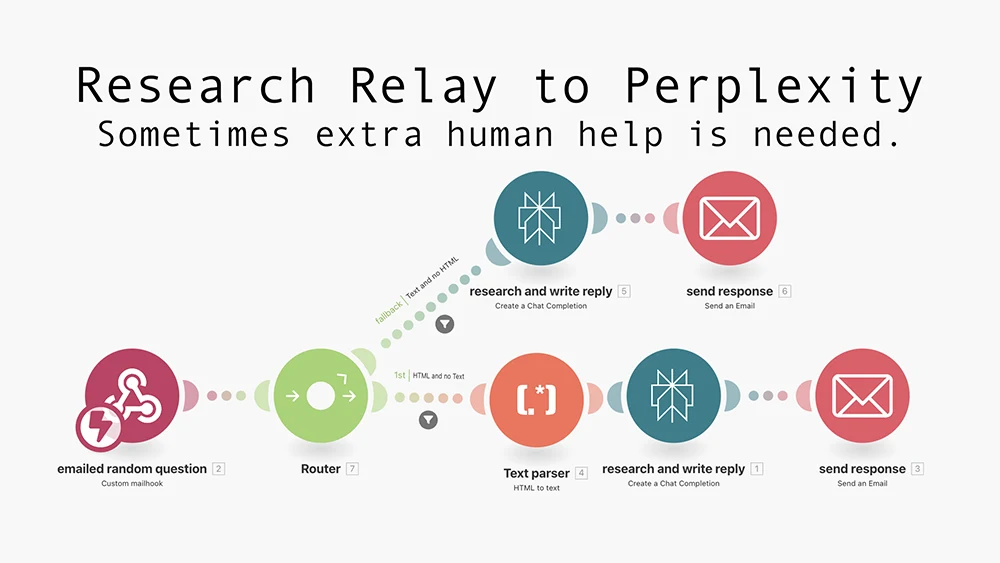 Research Relay to Perplexity
Sometimes extra human help is needed.
fallback | Text and no HTML
research and write reply 5
Create a Chat Completion
send response 6
Send an Email
1st | HTML and no Text
[.*]
emailed random question 2
Custom mailhook
Router 7
Text parser 4
HTML to text
research and write reply 1
Create a Chat Completion
send response 3
Send an Email